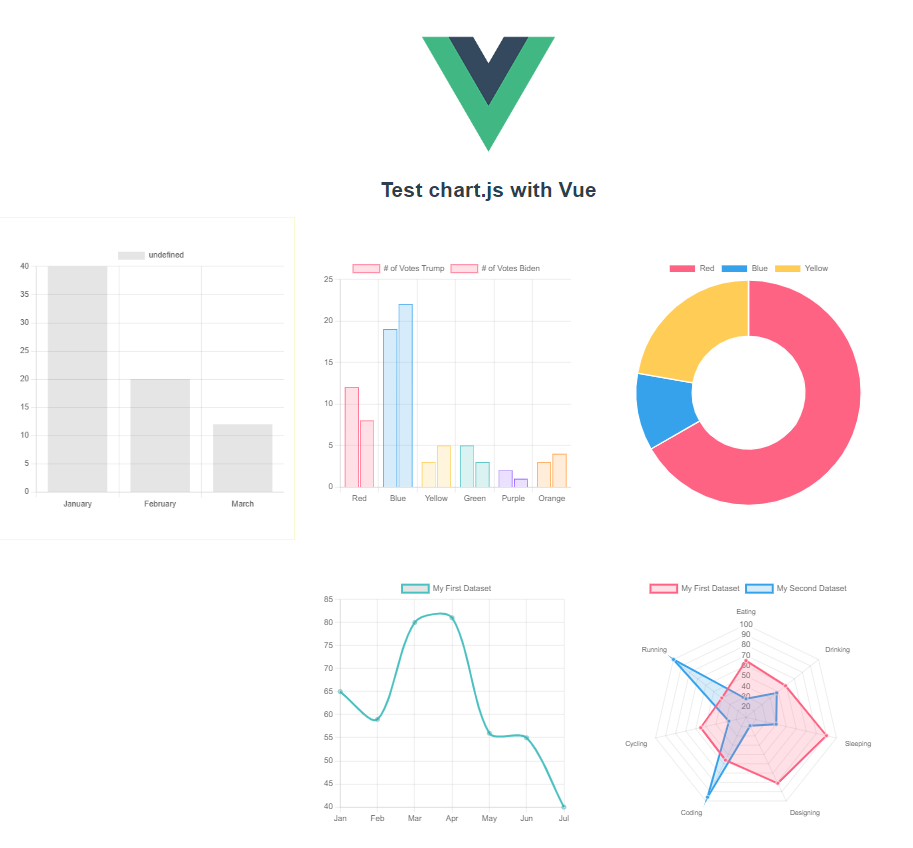 Test chart.js with Vue
undefined
40
35
30
25
20
15
10
5
0
January February March
# of Votes Trump # of Votes Biden
25
20
15
10
5
0
Red Blue Yellow Green Purple Orange
Red Blue Yellow
My First Dataset
85
80
75
70
65
60
55
50
45
40
Jan Feb Mar Apr May Jun Jul
My First Dataset My Second Dataset
Eating
100
90
80
70
60
50
40
30
20
Drinking
Sleeping
Designing
Coding
Cycling
Running